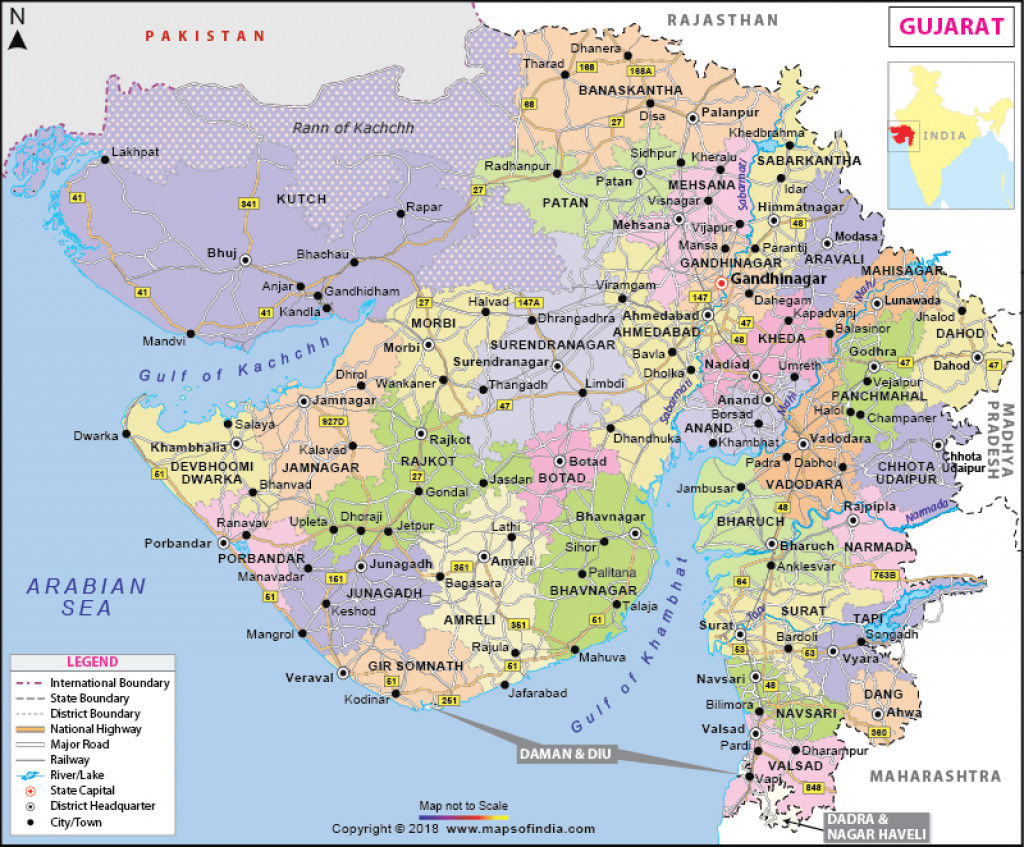 N
PAKISTAN
RAJASTHAN
GUJARAT
INDIA
Dhanera
Tharad
168
168A
BANASKANTHA
68
Disa
Palanpur
27
Rann of Kachchh
Khedbrahma
Lakhpat
Sidhpur
Kheralu
SABARKANTHA
Radhanpur
Patan
MEHSANA
Sabarmati
Idar
41
341
KUTCH
27
PATAN
Visnagar
Himmatnagar
Rapar
Mehsana
Vijapur
48
Modasa
Mansa
Parantij
ARAVALI
Bhuj
Bhachau
GANDHINAGAR
MAHISAGAR
Gandhinagar
Anjar
Gandhidham
Viramgam
147
Dahegam
Mahi
Lunawada
41
Kandla
27
Halvad
147A
Ahmedabad
Kapadvanj
Jhalod
41
MORBI
Dhrangadhra
AHMEDABAD
47
KHEDA
Balasinor
DAHOD
Mandvi
Morbi
SURENDRANAGAR
Bavla
48
Godhra
47
Dahod
47
Gulf of Kachchh
Surendranagar
Dholka
Nadiad
Umreth
Dhrol
Wankaner
Thangadh
Limbdi
Sabarmati
Vejalpur
PANCHMAHAL
Jamnagar
47
Anand
Mahi
Borsad
Halol
Champaner
MADHYA
PRADESH
Dwarka
Salaya
927D
Rajkot
Dhandhuka
ANAND
Khambhat
Vadodara
Khambhalia
Kalavad
RAJKOT
Botad
Padra
Dabhoi
Chhota
Udaipur
DEVBHOOMI
DWARKA
JAMNAGAR
27
Jasdan
BOTAD
VADODARA
CHHOTA
UDAIPUR
51
Bhanvad
Gondal
Jambusar
48
Rajpipla
Narmada
Ranavav
Upleta
Dhoraji
Jetpur
Lathi
Bhavnagar
BHARUCH
Porbandar
Sihor
Bharuch
NARMADA
PORBANDAR
Junagadh
351
Amreli
Anklesvar
Manavadar
151
Bagasara
Palitana
64
753B
ARABIAN
SEA
51
JUNAGADH
BHAVNAGAR
Keshod
Talaja
SURAT
AMRELI
351
51
Tapi
TAPI
Mangrol
Surat
Bardoli
Songadh
Rajula
Mahuva
53
53
Vyara
GIR SOMNATH
51
Gulf of Khambhat
Veraval
51
Navsari
48
DANG
Kodinar
251
Jafarabad
Bilimora
NAVSARI
Ahwa
Valsad
360
DAMAN & DIU
Pardi
Dharampur
VALSAD
Vapi
MAHARASHTRA
848
DADRA &
NAGAR HAVELI
LEGEND
International Boundary
State Boundary
District Boundary
National Highway
Major Road
Railway
River/Lake
State Capital
District Headquarter
City/Town
Map not to Scale
Copyright © 2018 www.mapsofindia.com